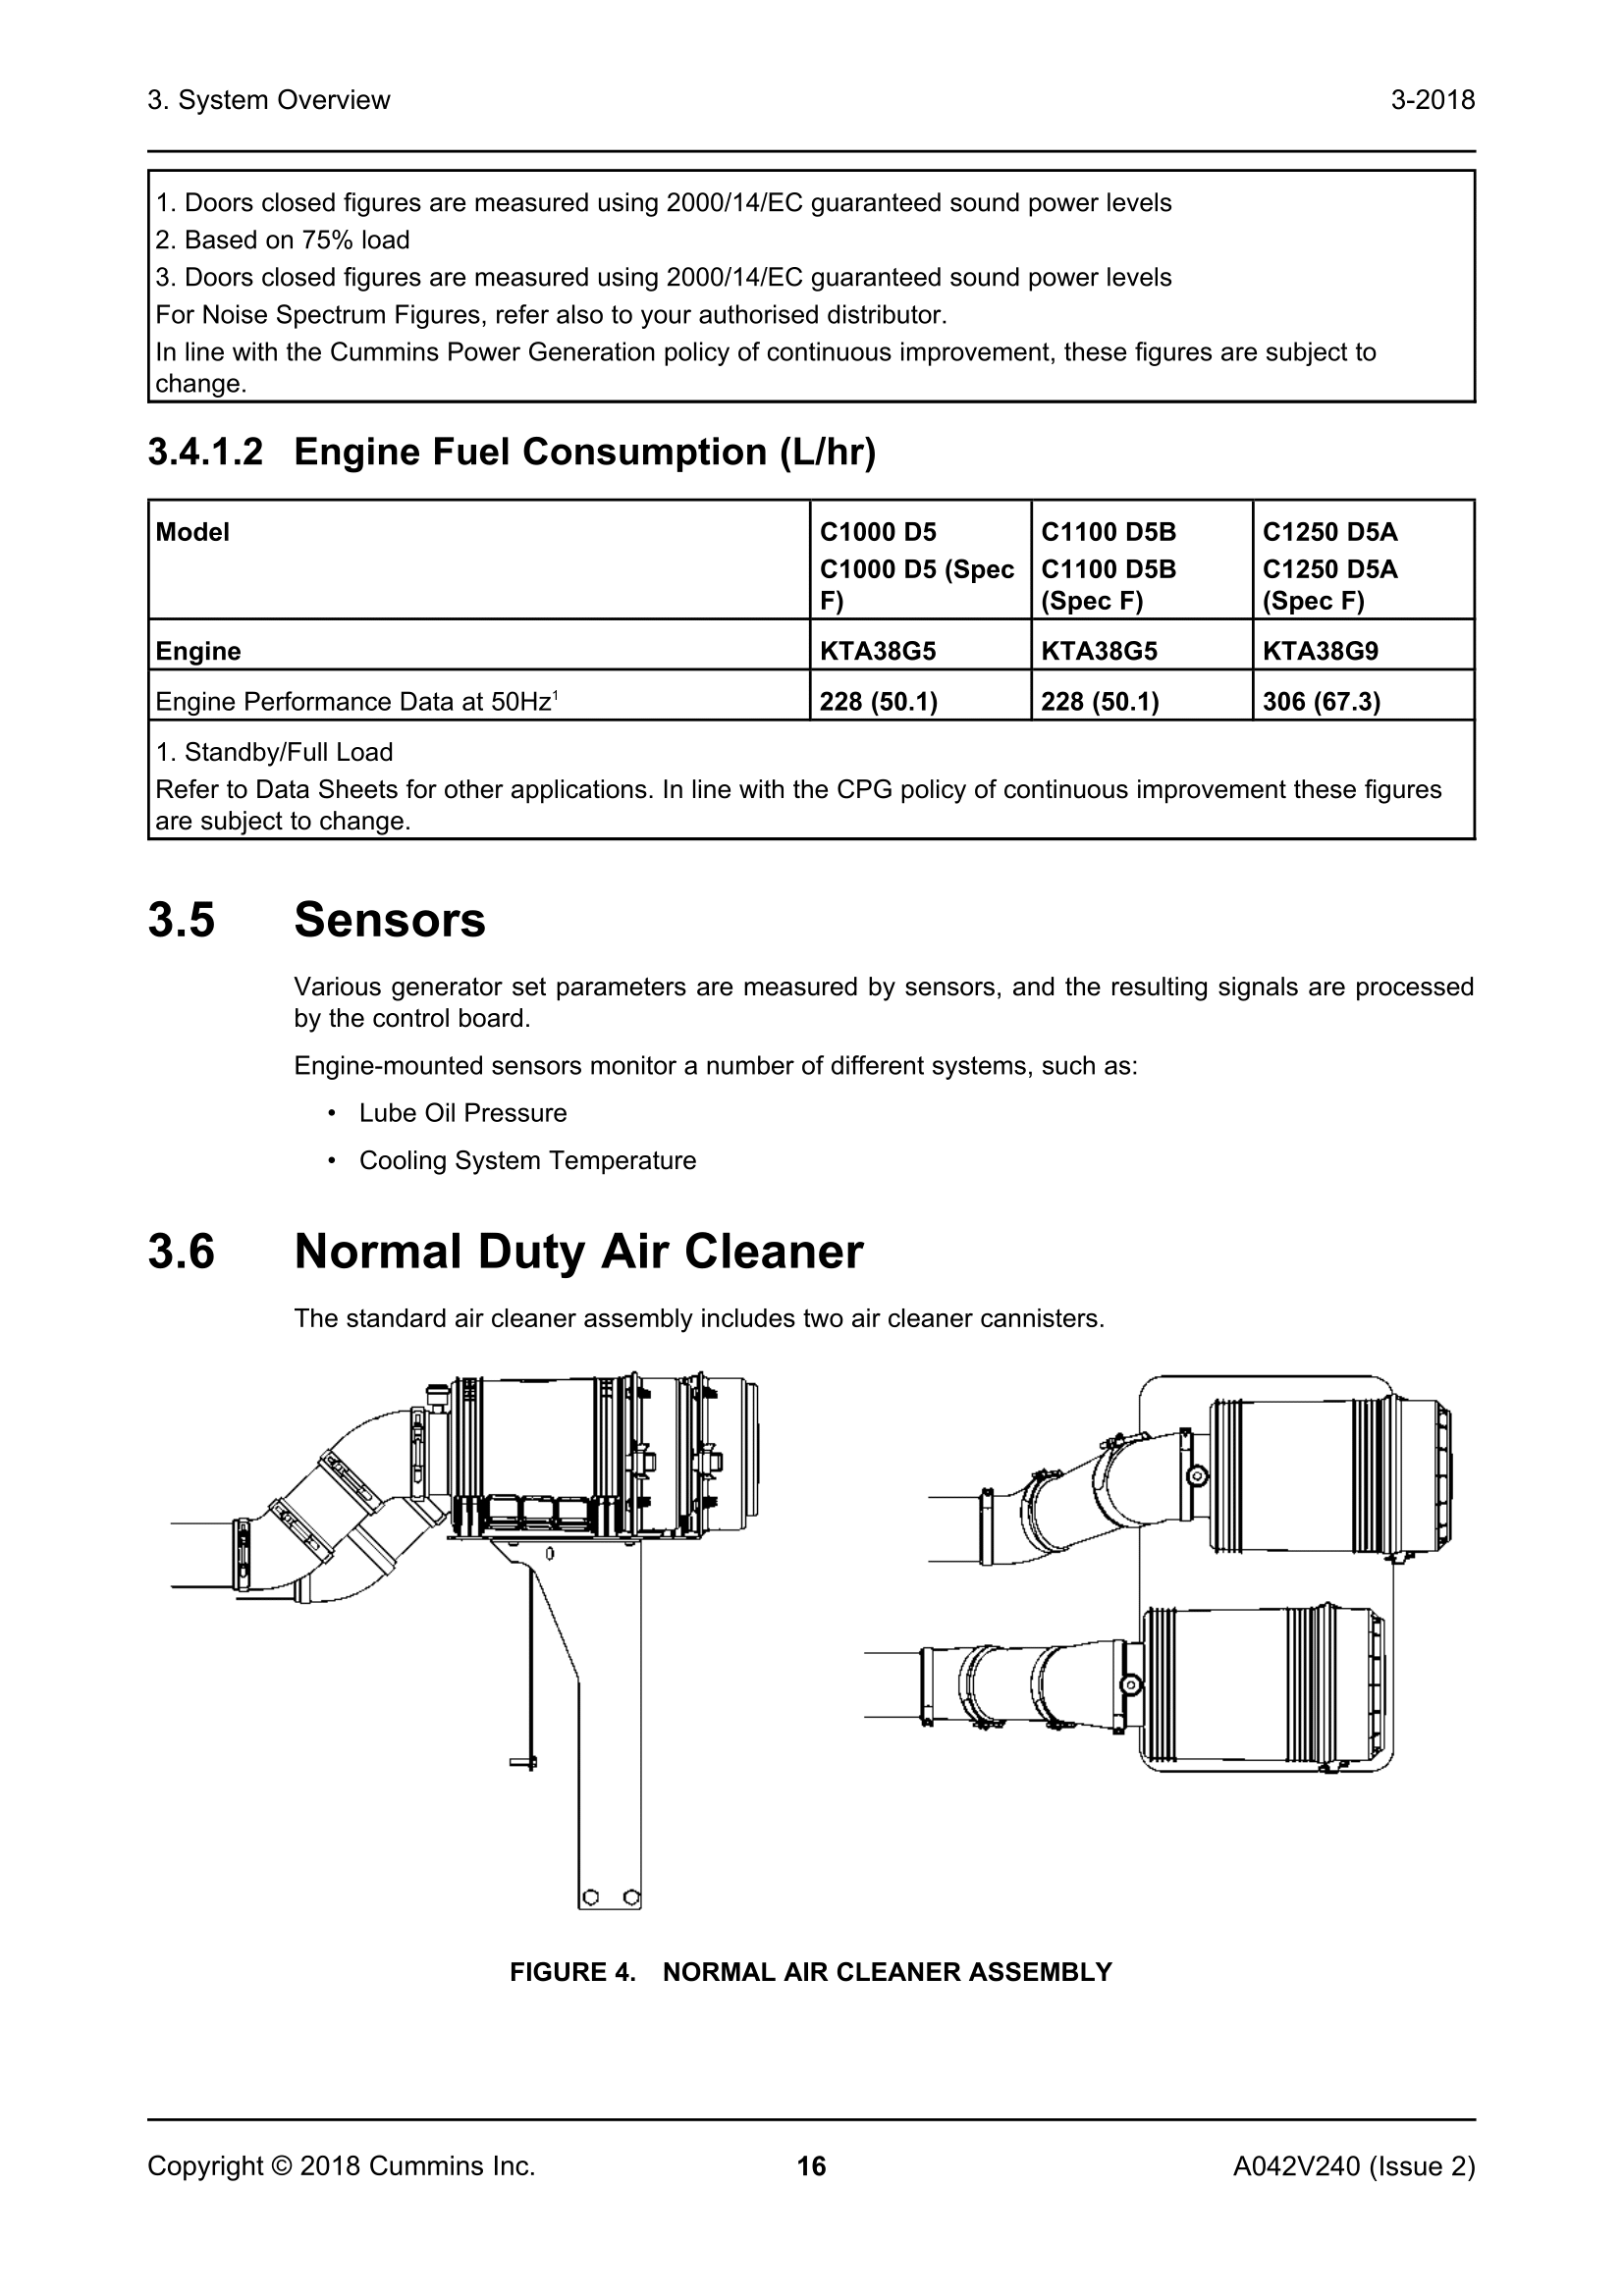 3. System Overview 3-2018
1. Doors closed figures are measured using 2000/14/EC guaranteed sound power levels
2. Based on 75% load
3. Doors closed figures are measured using 2000/14/EC guaranteed sound power levels
For Noise Spectrum Figures, refer also to your authorised distributor.
In line with the Cummins Power Generation policy of continuous improvement, these figures are subject to
change.
3.4.1.2 Engine Fuel Consumption (L/hr)
Model C1000 D5 C1100 D5B C1250 D5A
C1000 D5 (Spec C1100 D5B C1250 D5A
F) (Spec F) (Spec F)
Engine KTA38G5 KTA38G5 KTA38G9
Engine Performance Data at 50Hz1 228 (50.1) 228 (50.1) 306 (67.3)
1. Standby/Full Load
Refer to Data Sheets for other applications. In line with the CPG policy of continuous improvement these figures
are subject to change.
3.5 Sensors
Various generator set parameters are measured by sensors, and the resulting signals are processed
by the control board.
Engine-mounted sensors monitor a number of different systems, such as:
• Lube Oil Pressure
• Cooling System Temperature
3.6 Normal Duty Air Cleaner
The standard air cleaner assembly includes two air cleaner cannisters.
FIGURE 4. NORMAL AIR CLEANER ASSEMBLY
Copyright © 2018 Cummins Inc. 16 A042V240 (Issue 2)